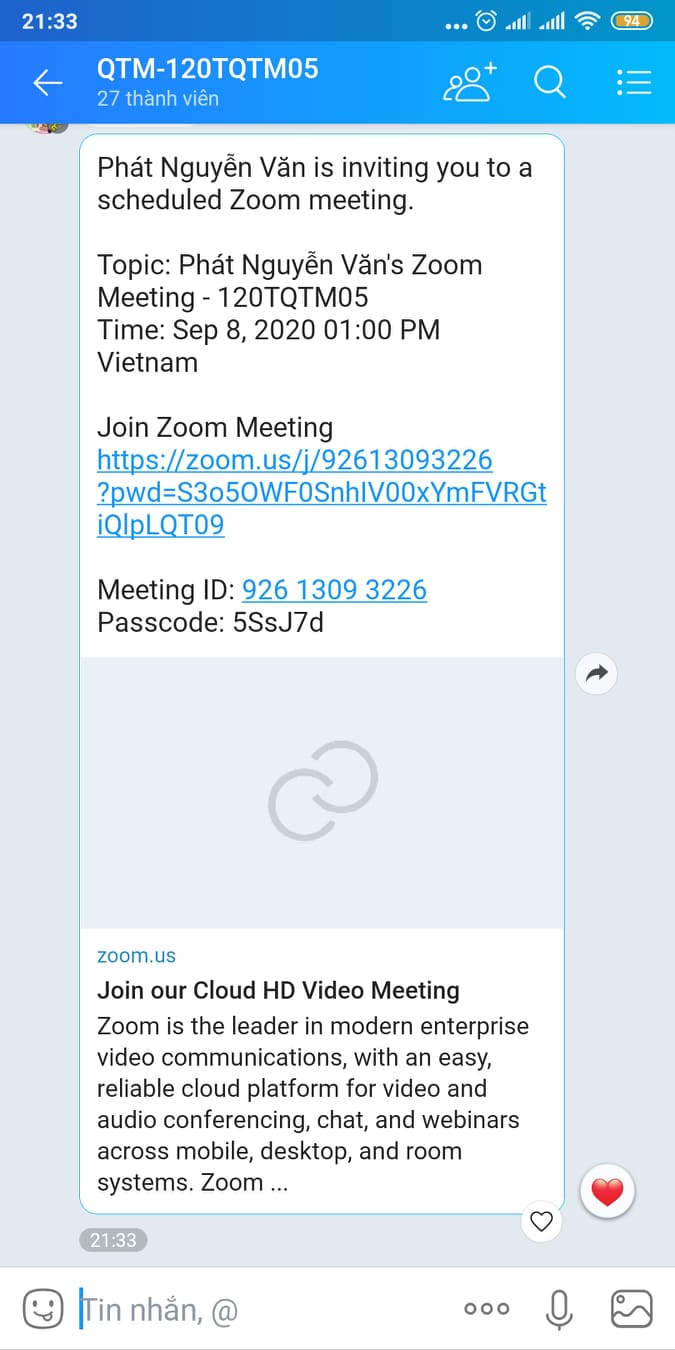 21:33
94
QTM-120TQTM05
27 thành viên
Phát Nguyễn Văn is inviting you to a
scheduled Zoom meeting.
Topic: Phát Nguyễn Văn's Zoom
Meeting - 120TQTM05
Time: Sep 8, 2020 01:00 PM
Vietnam
Join Zoom Meeting
https://zoom.us/j/92613093226
?pwd=S3o5OWF0SnhIV00xYmFVRGt
iQlpLQT09
Meeting ID: 926 1309 3226
Passcode: 5SsJ7d
zoom.us
Join our Cloud HD Video Meeting
Zoom is the leader in modern enterprise
video communications, with an easy,
reliable cloud platform for video and
audio conferencing, chat, and webinars
across mobile, desktop, and room
systems. Zoom ...
21:33
Tin nhắn, @